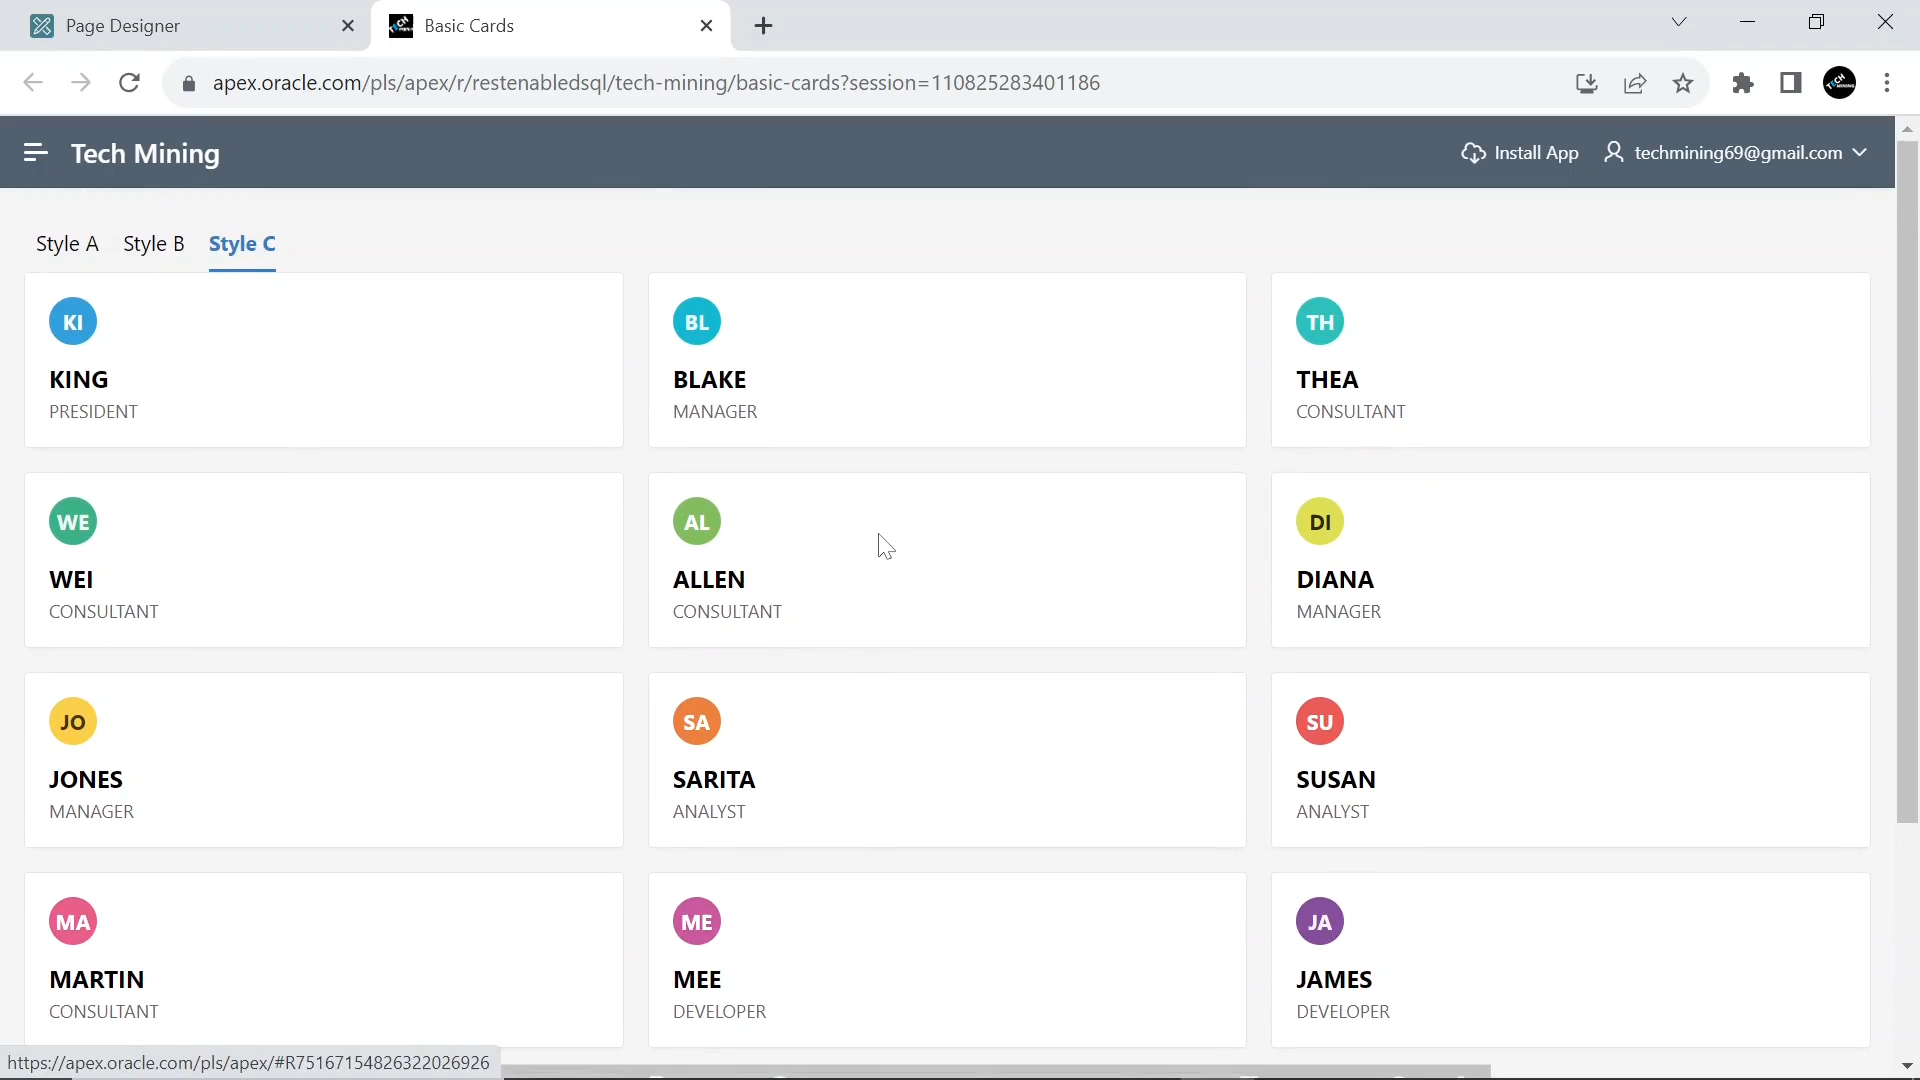 Page Designer
Basic Cards
apex.oracle.com/pls/apex/r/restenabledsql/tech-mining/basic-cards?session=110825283401186
Tech Mining
Install App
techmining69@gmail.com
Style A
Style B
Style C
KI
BL
TH
KING
BLAKE
THEA
PRESIDENT
MANAGER
CONSULTANT
WE
AL
DI
WEI
ALLEN
DIANA
CONSULTANT
CONSULTANT
MANAGER
JO
SA
SU
JONES
SARITA
SUSAN
MANAGER
ANALYST
ANALYST
MA
ME
JA
MARTIN
MEE
JAMES
CONSULTANT
DEVELOPER
DEVELOPER
https://apex.oracle.com/pls/apex/#R75167154826322026926